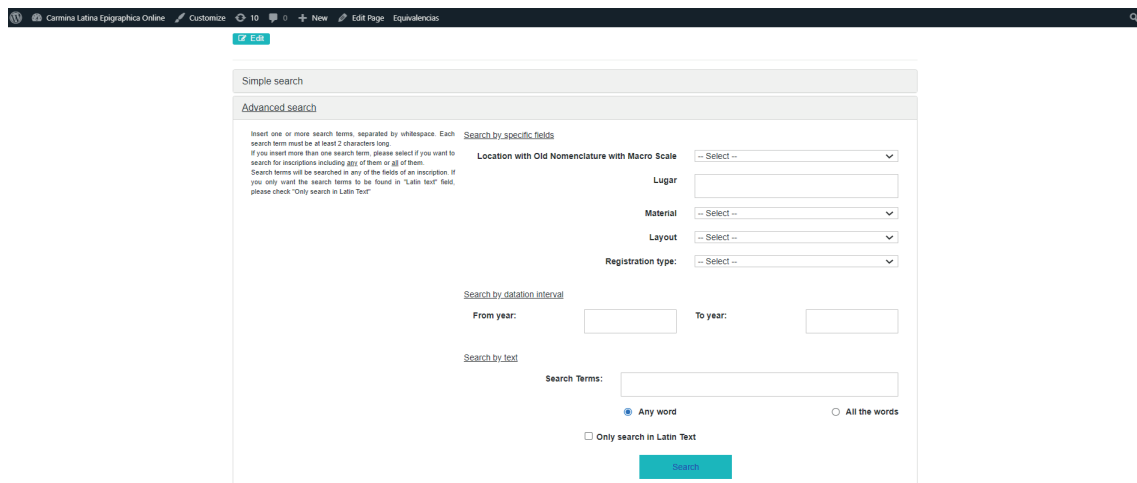 Carmina Latina Epigraphica Online Customize 10 0 New Edit Page Equivalencias
Edit
Simple search
Advanced search
Insert one or more search terms, separated by whitespace. Each
search term must be at least 2 characters long.
If you insert more than one search term, please select if you want to
search for inscriptions including any of them or all of them.
Search terms will be searched in any of the fields of an inscription. If
you only want the search terms to be found in "Latin text" field,
please check "Only search in Latin Text"
Search by specific fields
Location with Old Nomenclature with Macro Scale -- Select --
Lugar
Material -- Select --
Layout -- Select --
Registration type: -- Select --
Search by datation interval
From year: To year:
Search by text
Search Terms:
Any word All the words
Only search in Latin Text
Search